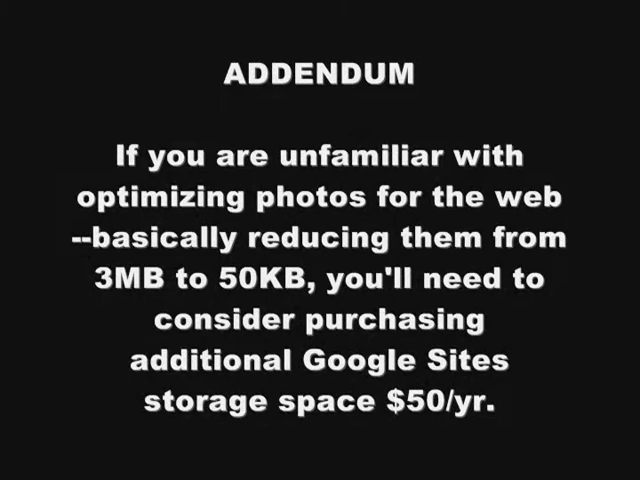 ADDENDUM
If you are unfamiliar with
optimizing photos for the web
--basically reducing them from
3MB to 50KB, you'll need to
consider purchasing
additional Google Sites
storage space $50/yr.